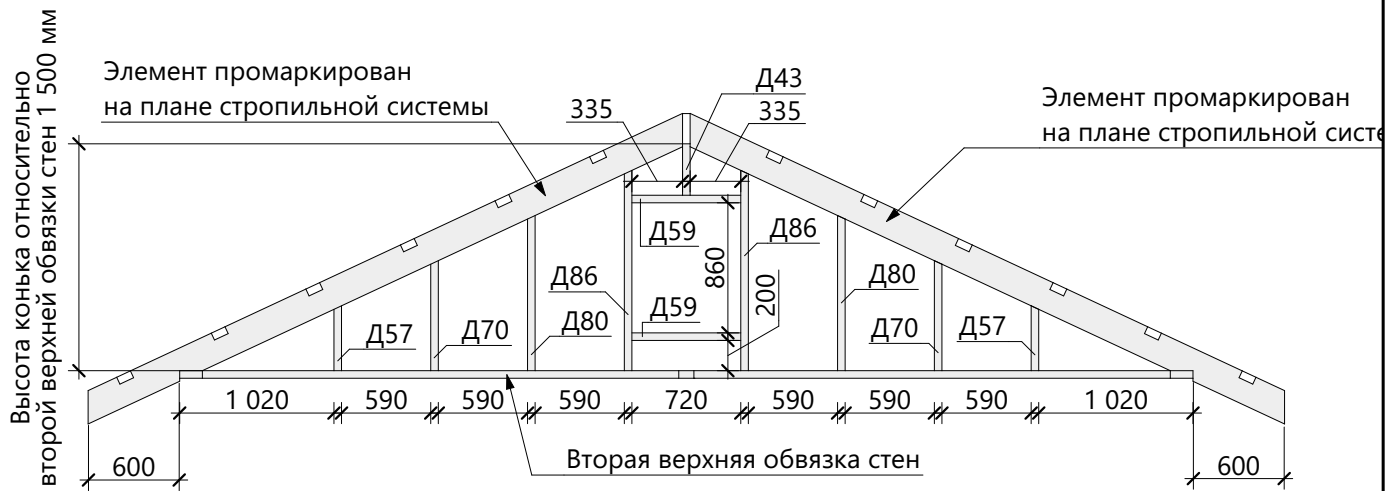 Высота конька относительно
второй верхней обвязки стен 1 500 мм
Элемент промаркирован
на плане стропильной системы
Д43
335
335
Элемент промаркирован
на плане стропильной систе
Д59
Д86
860
Д86
Д80
200
Д59
Д57
Д70
Д80
Д70
Д57
1 020
590
590
590
720
590
590
590
1 020
600
Вторая верхняя обвязка стен
600